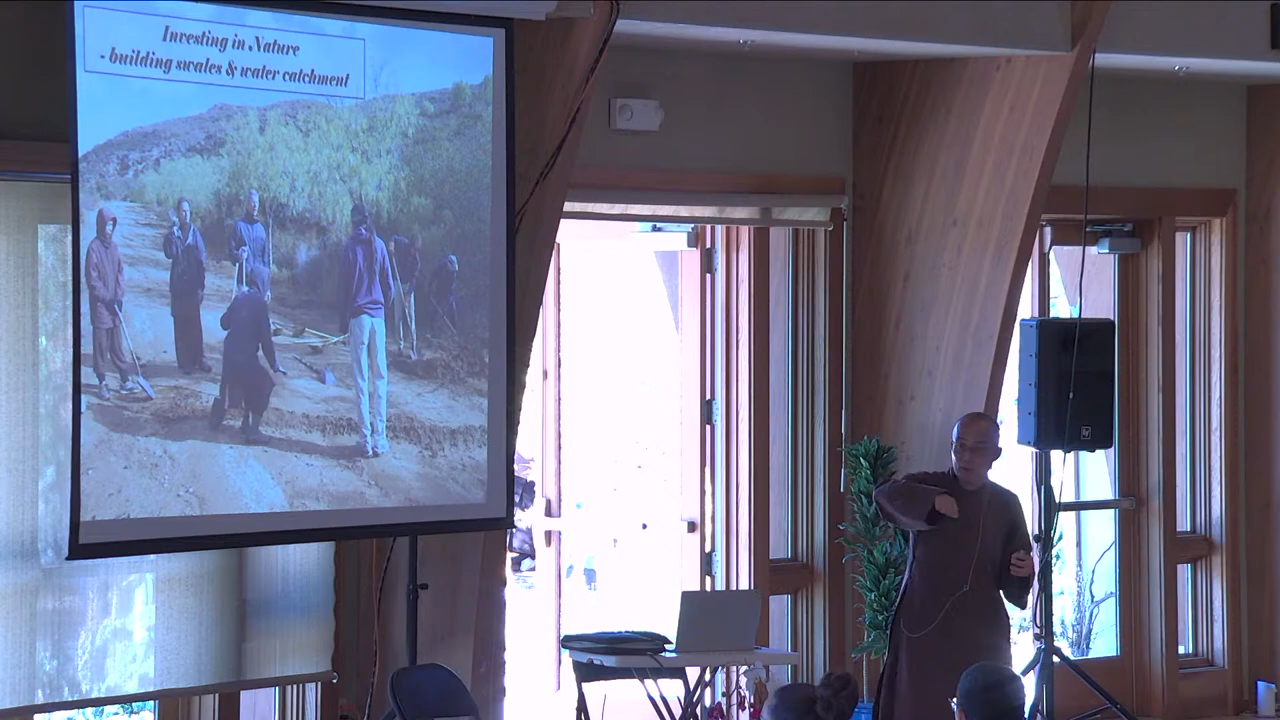 Investing in Nature
- building swales & water catchment